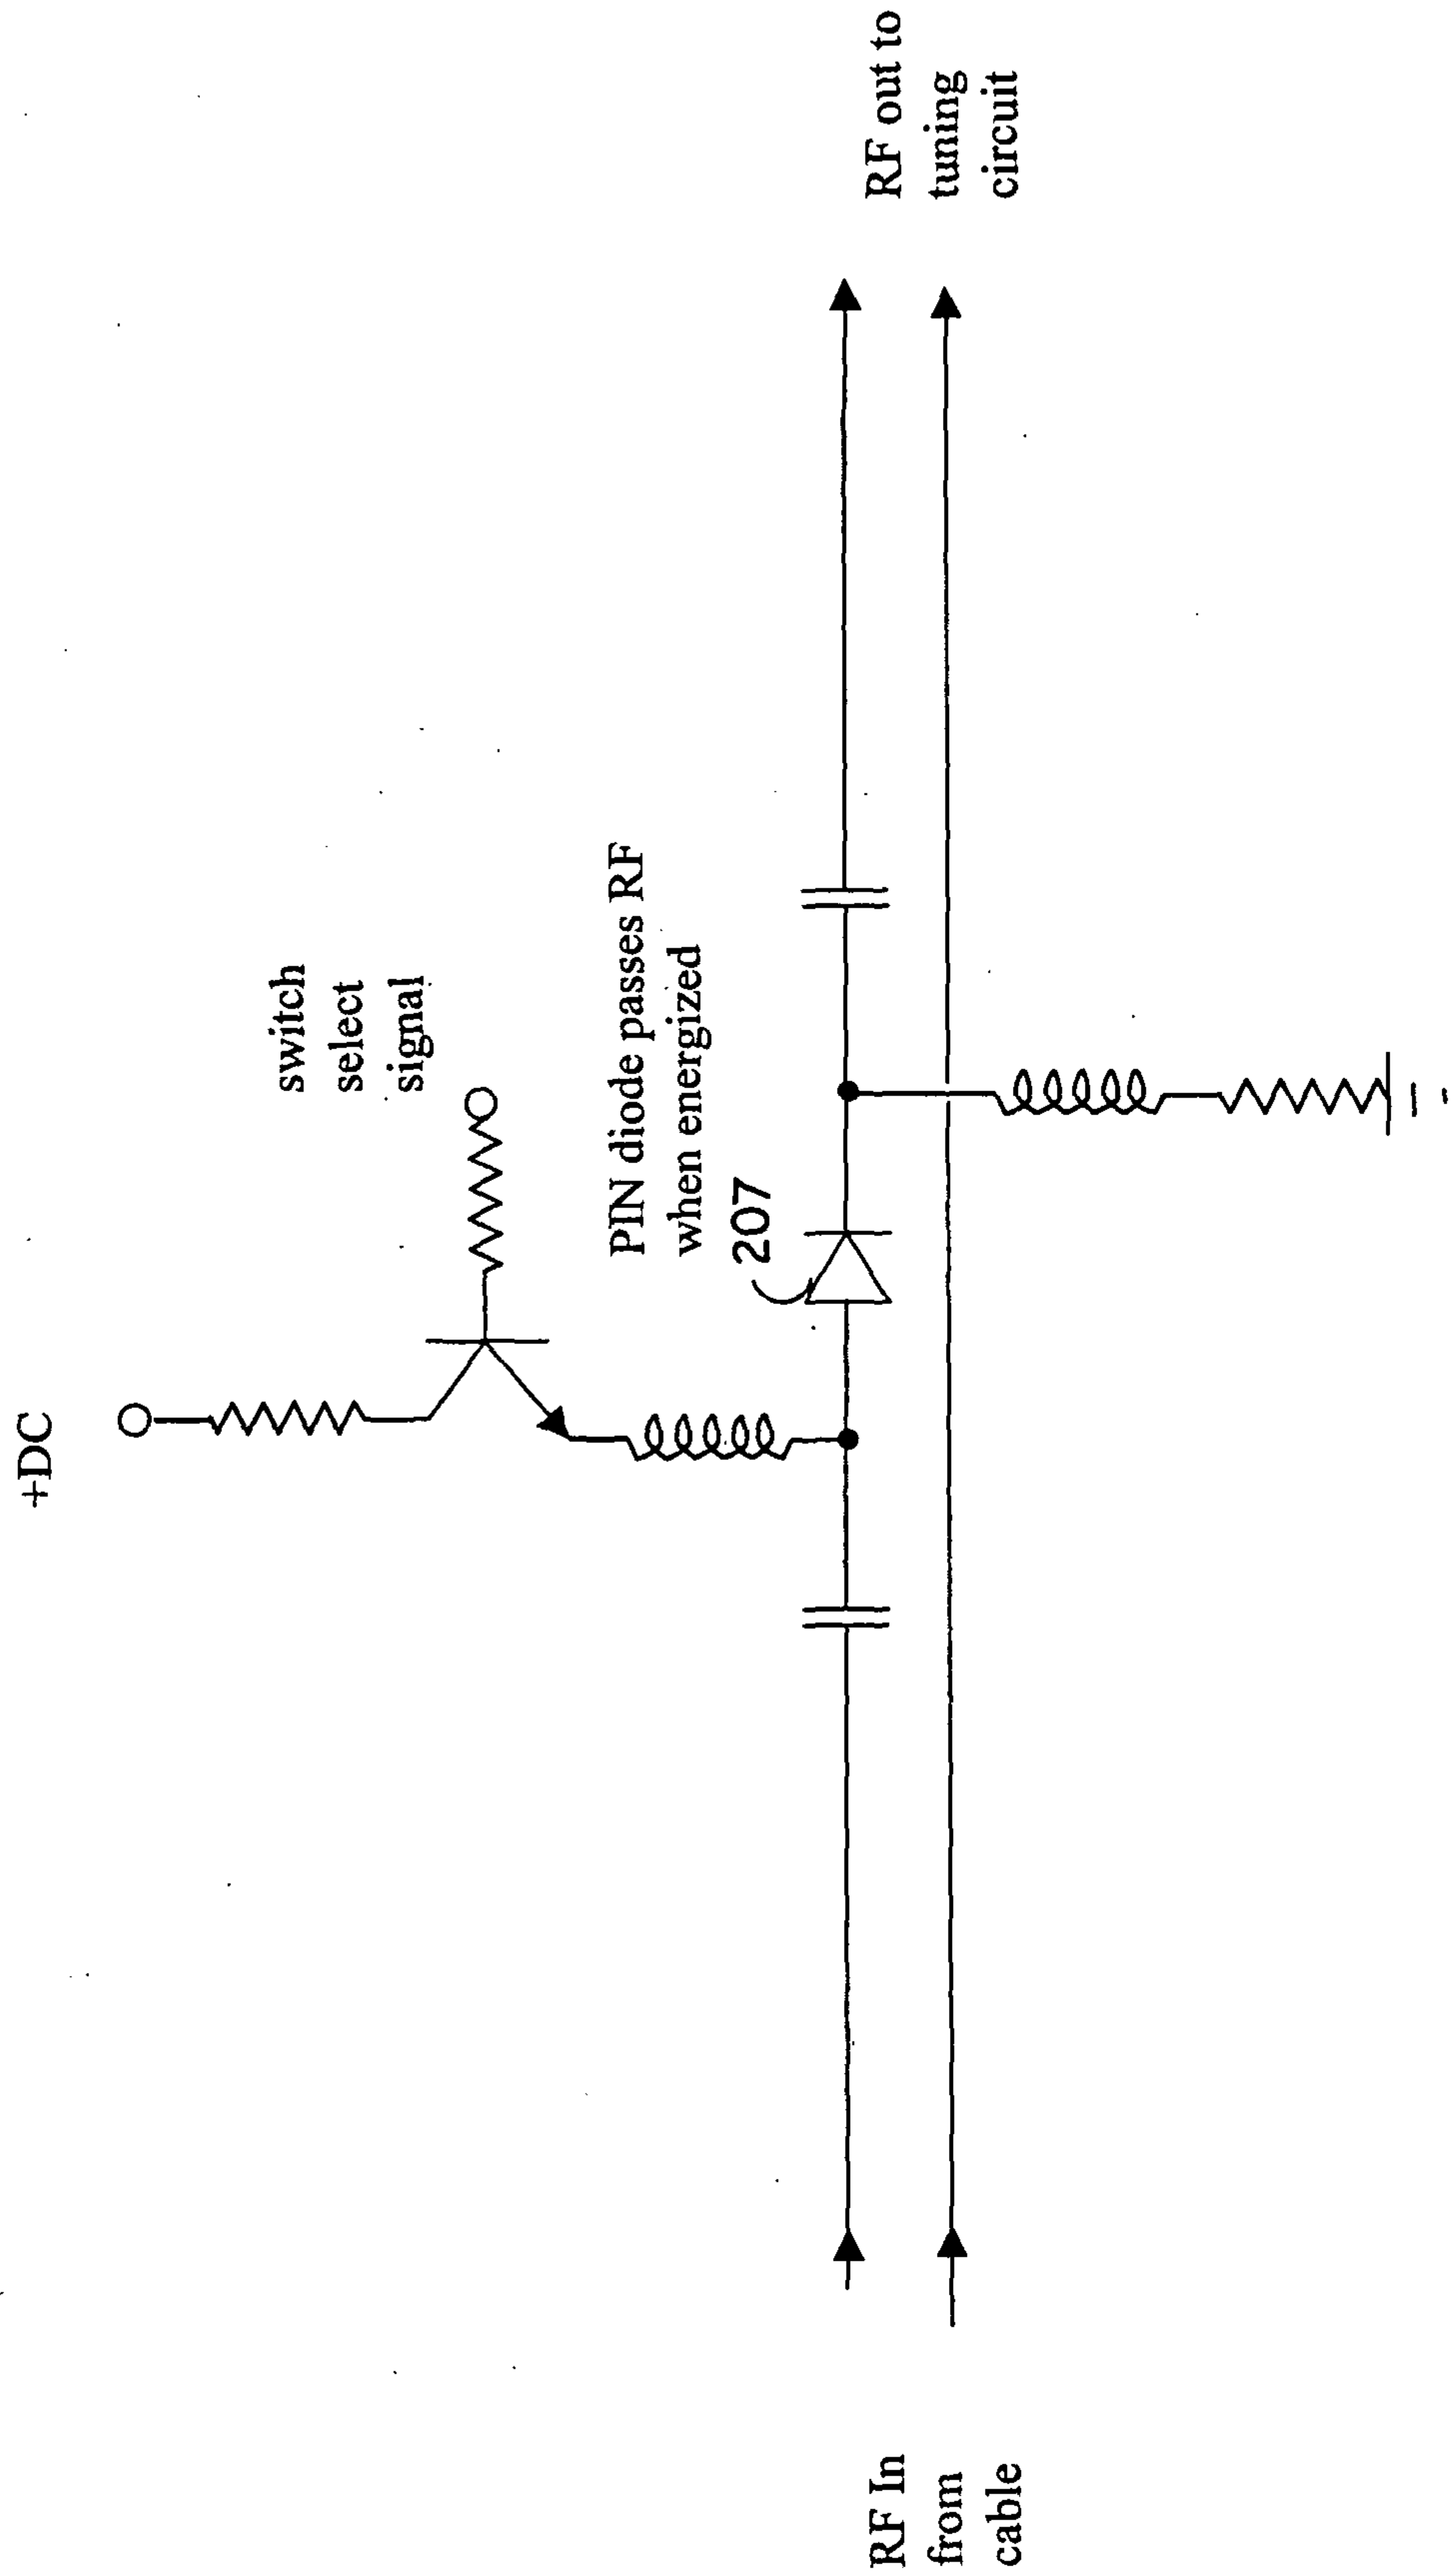 +DC
switch
select
signal
PIN diode passes RF
when energized
207
RF In
from
cable
RF out to
tuning
circuit